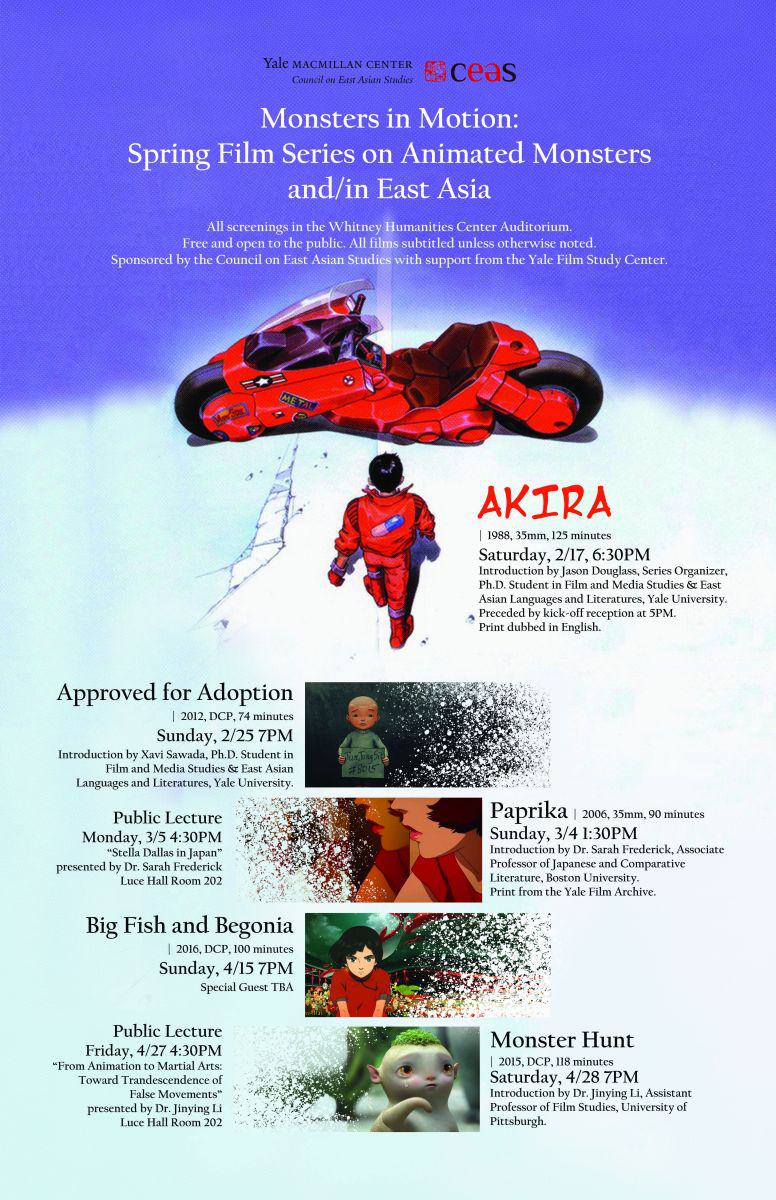 Yale MACMILLAN CENTER
Council on East Asian Studies
ceas
Monsters in Motion:
Spring Film Series on Animated Monsters
and/in East Asia
All screenings in the Whitney Humanities Center Auditorium.
Free and open to the public. All films subtitled unless otherwise noted.
Sponsored by the Council on East Asian Studies with support from the Yale Film Study Center.
METAL
AKIRA
| 1988, 35mm, 125 minutes
Saturday, 2/17, 6:30PM
Introduction by Jason Douglass, Series Organizer,
Ph.D. Student in Film and Media Studies & East
Asian Languages and Literatures, Yale University.
Preceded by kick-off reception at 5PM.
Print dubbed in English.
Approved for Adoption
| 2012, DCP, 74 minutes
Sunday, 2/25 7PM
Introduction by Xavi Sawada, Ph.D. Student in
Film and Media Studies & East Asian
Languages and Literatures, Yale University.
#8015
Public Lecture
Monday, 3/5 4:30PM
“Stella Dallas in Japan”
presented by Dr. Sarah Frederick
Luce Hall Room 202
Paprika | 2006, 35mm, 90 minutes
Sunday, 3/4 1:30PM
Introduction by Dr. Sarah Frederick, Associate
Professor of Japanese and Comparative
Literature, Boston University.
Print from the Yale Film Archive.
Big Fish and Begonia
| 2016, DCP, 100 minutes
Sunday, 4/15 7PM
Special Guest TBA
Public Lecture
Friday, 4/27 4:30PM
“From Animation to Martial Arts:
Toward Trandescendence of
False Movements”
presented by Dr. Jinying Li
Luce Hall Room 202
Monster Hunt
| 2015, DCP, 118 minutes
Saturday, 4/28 7PM
Introduction by Dr. Jinying Li, Assistant
Professor of Film Studies, University of
Pittsburgh.